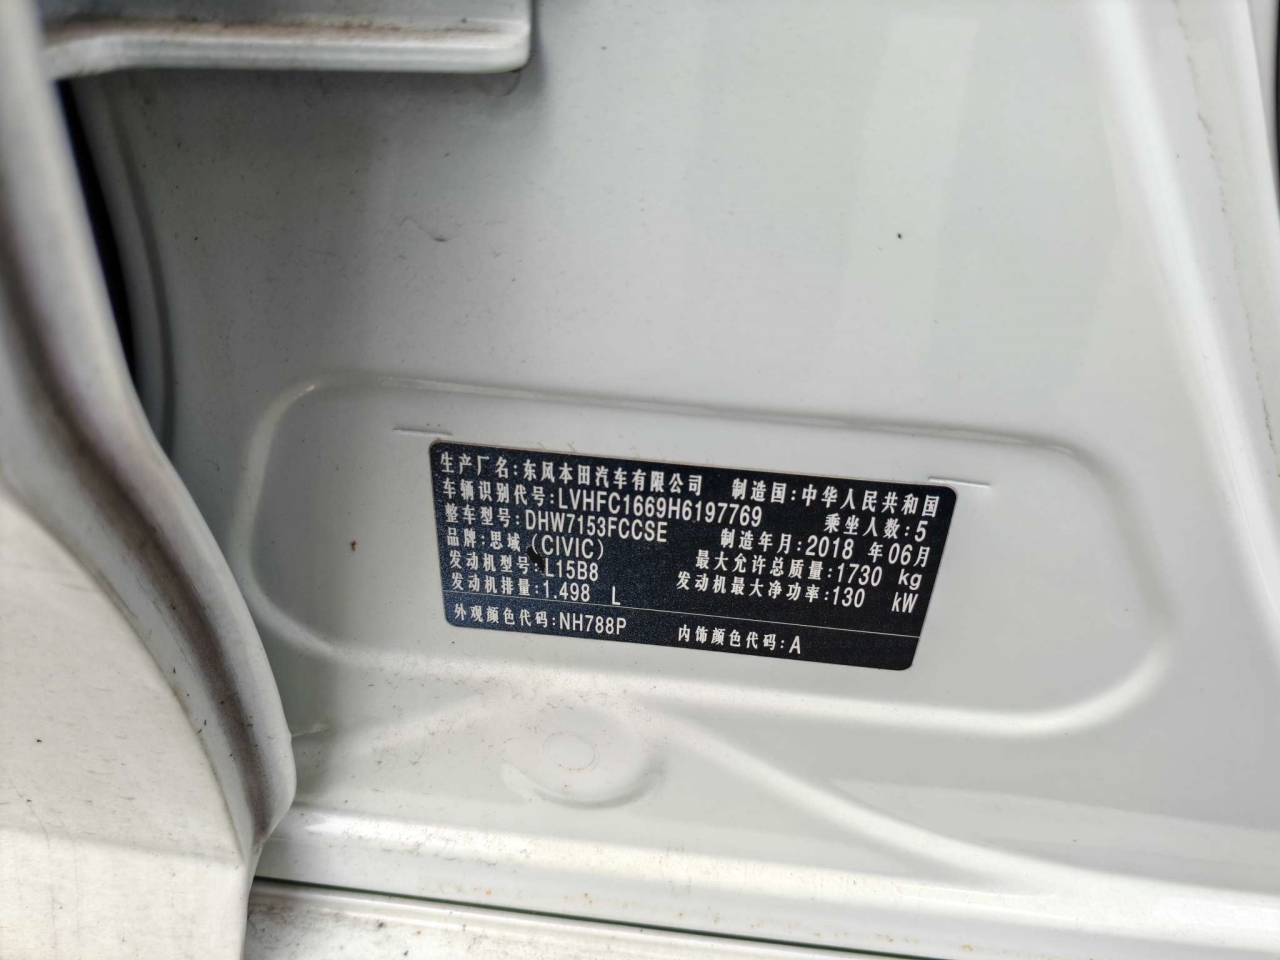 生产厂名:东风本田汽车有限公司 制造国:中华人民共和国
车辆识别代号:LVHFC1669H6197769 乘坐人数:5
整车型号:DHW7153FCCSE 制造年月:2018 年06月
品牌:思域(CIVIC) 最大允许总质量:1730 kg
发动机型号:L15B8 发动机最大净功率:130 kW
发动机排量:1.498 L
外观颜色代码:NH788P 内饰颜色代码:A